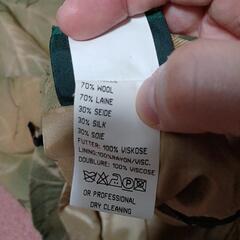 70% WOOL
70% LAINE
30% SEIDE
30% SILK
30% SOIE
FUTTER: 100% VISKOSE
LINING: 100%RAYON/VISC.
DOUBLURE: 100% VISKOSE
OR PROFESSIONAL
DRY CLEANING